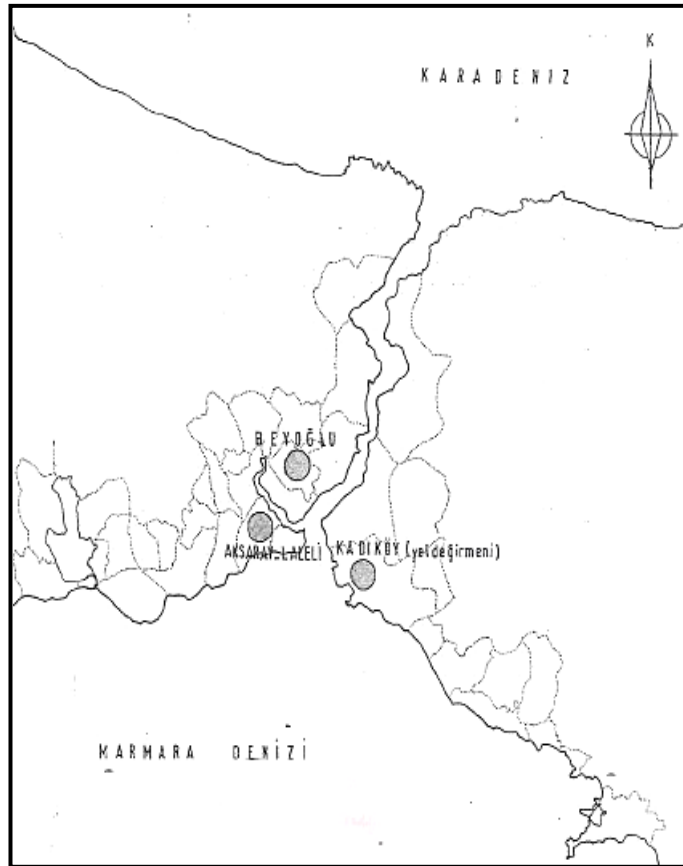 K
KARADENİZ
BEYOĞLU
AKSARAY-LALELİ
KADIKÖY (yeldeğirmeni)
MARMARA DENİZİ